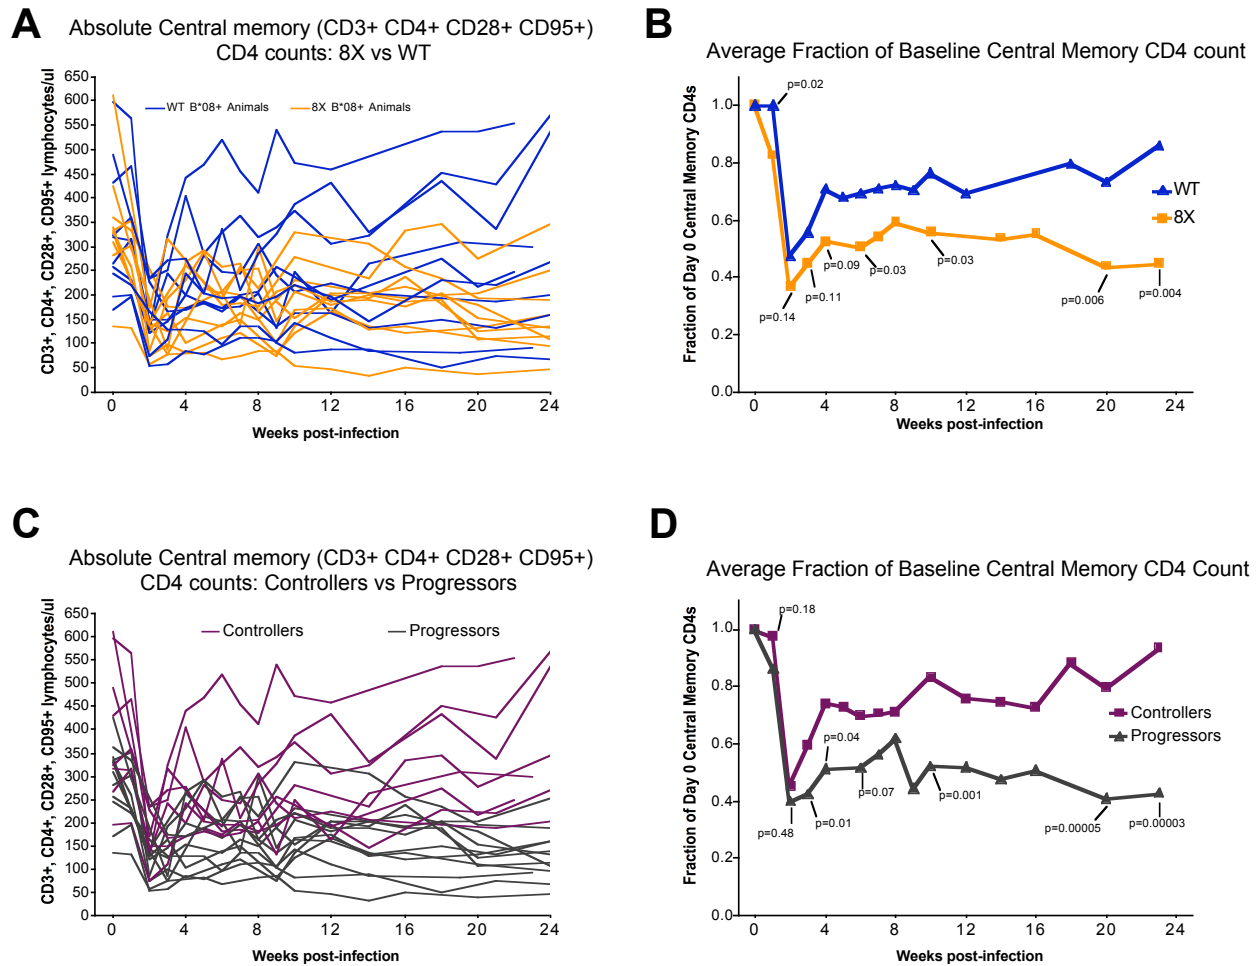 A
Absolute Central memory (CD3+ CD4+ CD28+ CD95+)
CD4 counts: 8X vs WT
CD3+, CD4+, CD28+, CD95+ lymphocytes/ul
650
600
550
500
450
400
350
300
250
200
150
100
50
0
WT B*08+ Animals
8X B*08+ Animals
0 4 8 12 16 20 24
Weeks post-infection
B
Average Fraction of Baseline Central Memory CD4 count
Fraction of Day 0 Central Memory CD4s
1.0
0.8
0.6
0.4
0.2
0.0
p=0.02
WT
8X
p=0.09
p=0.03
p=0.03
p=0.11
p=0.14
p=0.006
p=0.004
0 4 8 12 16 20 24
Weeks post-infection
C
Absolute Central memory (CD3+ CD4+ CD28+ CD95+)
CD4 counts: Controllers vs Progressors
CD3+, CD4+, CD28+, CD95+ lymphocytes/ul
650
600
550
500
450
400
350
300
250
200
150
100
50
0
Controllers
Progressors
0 4 8 12 16 20 24
Weeks post-infection
D
Average Fraction of Baseline Central Memory CD4 Count
Fraction of Day 0 Central Memory CD4s
1.0
0.8
0.6
0.4
0.2
0.0
p=0.18
Controllers
Progressors
p=0.04
p=0.07
p=0.001
p=0.01
p=0.48
p=0.00005
p=0.00003
0 4 8 12 16 20 24
Weeks post-infection